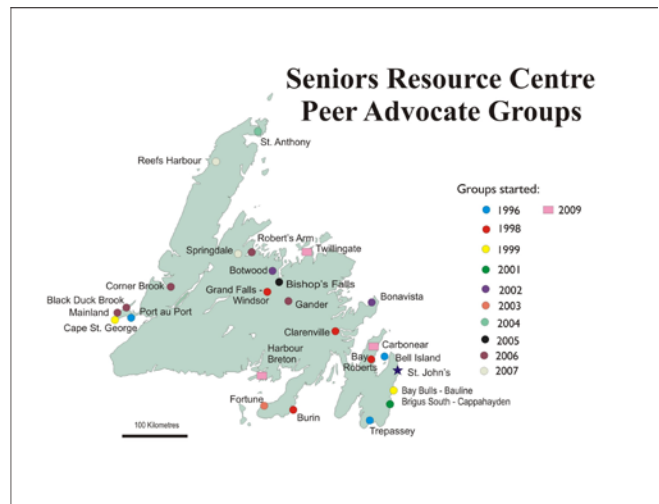 Seniors Resource Centre
Peer Advocate Groups
St. Anthony
Reefs Harbour
Groups started:
1996
2009
1998
1999
2001
2002
2003
2004
2005
2006
2007
Robert's Arm
Twillingate
Springdale
Botwood
Bishop's Falls
Corner Brook
Grand Falls -
Windsor
Gander
Bonavista
Black Duck Brook
Mainland
Port au Port
Cape St. George
Clarenville
Carbonear
Harbour
Breton
Bay
Roberts
Bell Island
St. John's
Bay Bulls - Bauline
Brigus South - Cappahayden
Fortune
Burin
Trepassey
100 Kilometres